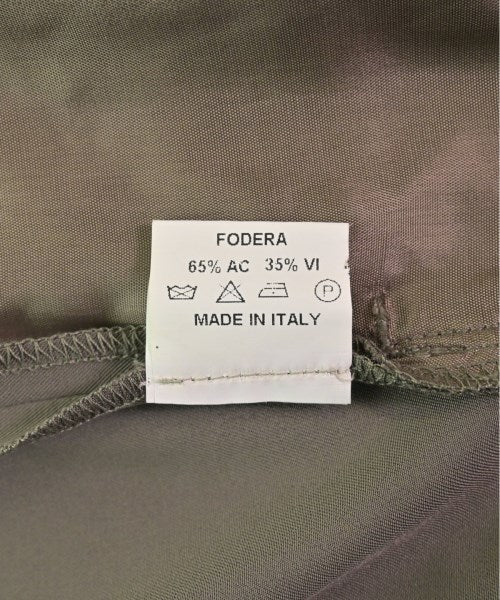 FODERA
65% AC 35% VI
P
MADE IN ITALY